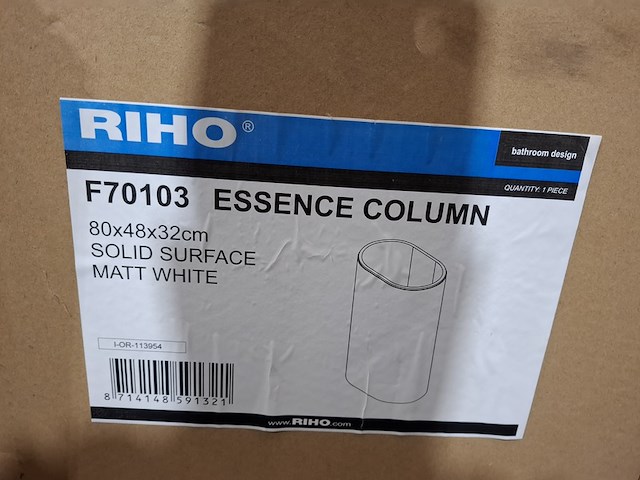 RIHO®
bathroom design
QUANTITY: 1 PIECE
F70103 ESSENCE COLUMN
80x48x32cm
SOLID SURFACE
MATT WHITE
I-OR-113954
8 714148 591321
www.RIHO.com